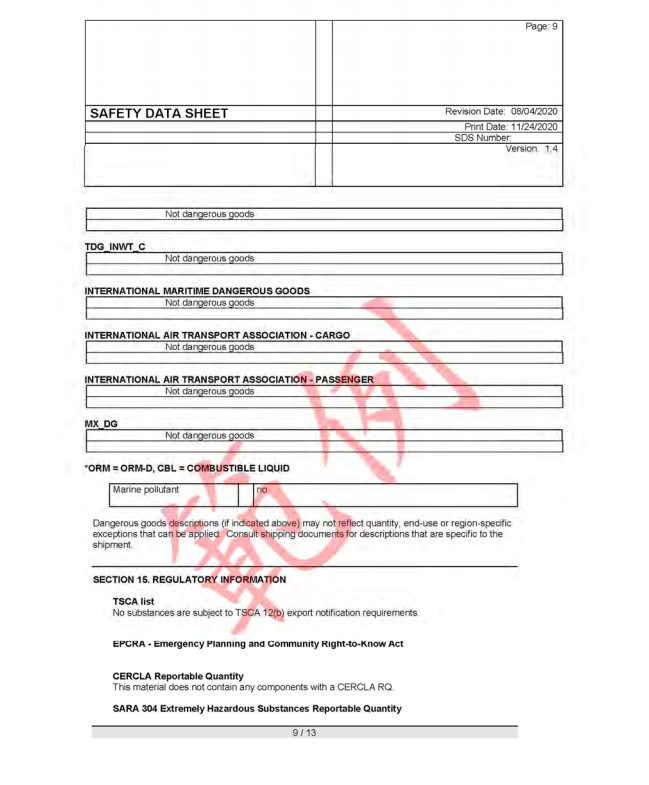 Page: 9
SAFETY DATA SHEET
Revision Date: 08/04/2020
Print Date: 11/24/2020
SDS Number:
Version. 1.4
Not dangerous goods
TDG_INWT_C
Not dangerous goods
INTERNATIONAL MARITIME DANGEROUS GOODS
Not dangerous goods
INTERNATIONAL AIR TRANSPORT ASSOCIATION - CARGO
Not dangerous goods
INTERNATIONAL AIR TRANSPORT ASSOCIATION - PASSENGER
Not dangerous goods
MX_DG
Not dangerous goods
*ORM = ORM-D, CBL = COMBUSTIBLE LIQUID
Marine pollutant no
Dangerous goods descriptions (if indicated above) may not reflect quantity, end-use or region-specific
exceptions that can be applied. Consult shipping documents for descriptions that are specific to the
shipment.
SECTION 15. REGULATORY INFORMATION
TSCA list
No substances are subject to TSCA 12(b) export notification requirements.
EPCRA - Emergency Planning and Community Right-to-Know Act
CERCLA Reportable Quantity
This material does not contain any components with a CERCLA RQ.
SARA 304 Extremely Hazardous Substances Reportable Quantity
9 / 13
範例